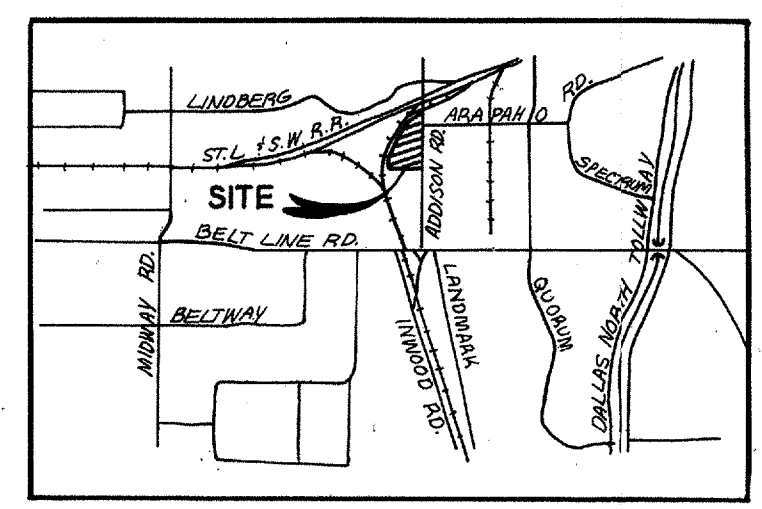 LINDBERG
ST. L & S.W. R.R.
ARAPAHO
RD.
ADDISON RD.
SPECTRUM
SITE
BELT LINE RD.
MIDWAY RD.
BELTWAY
INWOOD RD.
LANDMARK
QUORUM
DALLAS NORTH TOLLWAY